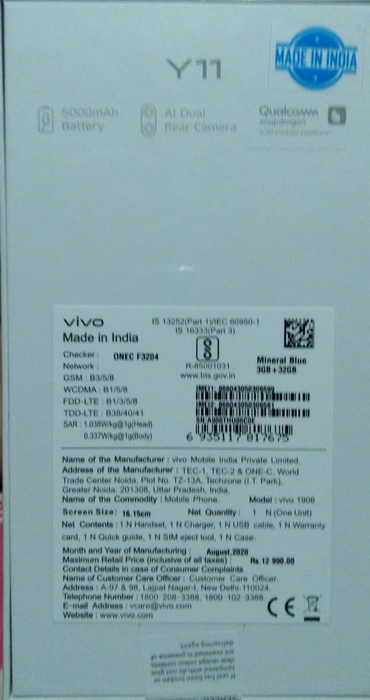 Y11
MADE IN INDIA
5000mAh
Battery
AI Dual
Rear Camera
Qualcomm
snapdragon
vivo
Made in India
IS 13252(Part 1)/IEC 60950-1
IS 16333(Part 3)
R-85001031
www.bis.gov.in
Checker: ONEC F3204
Network:
GSM: B3/5/8
WCDMA: B1/5/8
FDD-LTE: B1/3/5/8
TDD-LTE: B38/40/41
SAR: 1.038W/kg@1g(Head)
0.337W/kg@1g(Body)
Mineral Blue
3GB+32GB
6 935117 817675
Name of the Manufacturer: vivo Mobile India Private Limited.
Address of the Manufacturer: TEC-1, TEC-2 & ONE-C, World
Trade Center Noida, Plot No. TZ-13A, Techzone (I.T. Park),
Greater Noida: 201308, Uttar Pradesh, India.
Name of the Commodity: Mobile Phone. Model: vivo 1906
Screen Size: 16.15cm Net Quantity: 1 N (One Unit)
Net Contents: 1 N Handset, 1 N Charger, 1 N USB cable, 1 N Warranty
card, 1 N Quick guide, 1 N SIM eject tool, 1 N Case.
Month and Year of Manufacturing: August,2020
Maximum Retail Price (inclusive of all taxes): Rs. 12 990.00
Contact Details in case of Consumer Complaints
Name of Customer Care Officer: Customer Care Officer.
Address: A-97 & 98, Lajpat Nagar-I, New Delhi-110024.
Telephone Number: 1800-208-3388, 1800-102-3388.
E-mail Address: vcare@vivo.com
Website: www.vivo.com
CE